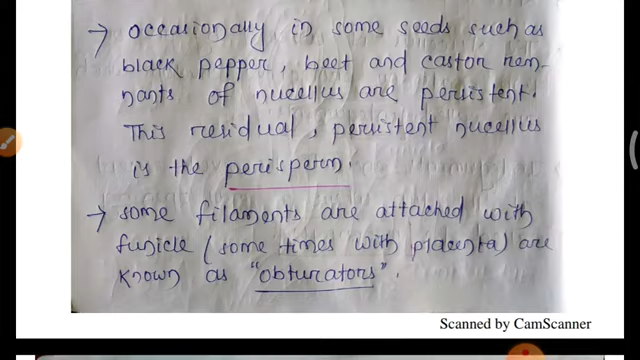 → occasionally in some seeds such as
black pepper, beet and castor rem-
nants of nucellus are persistent.
This residual, persistent nucellus
is the perisperm.
→ some filaments are attached with
funicle (some times with placenta) are
known as "obturators".
Scanned by CamScanner